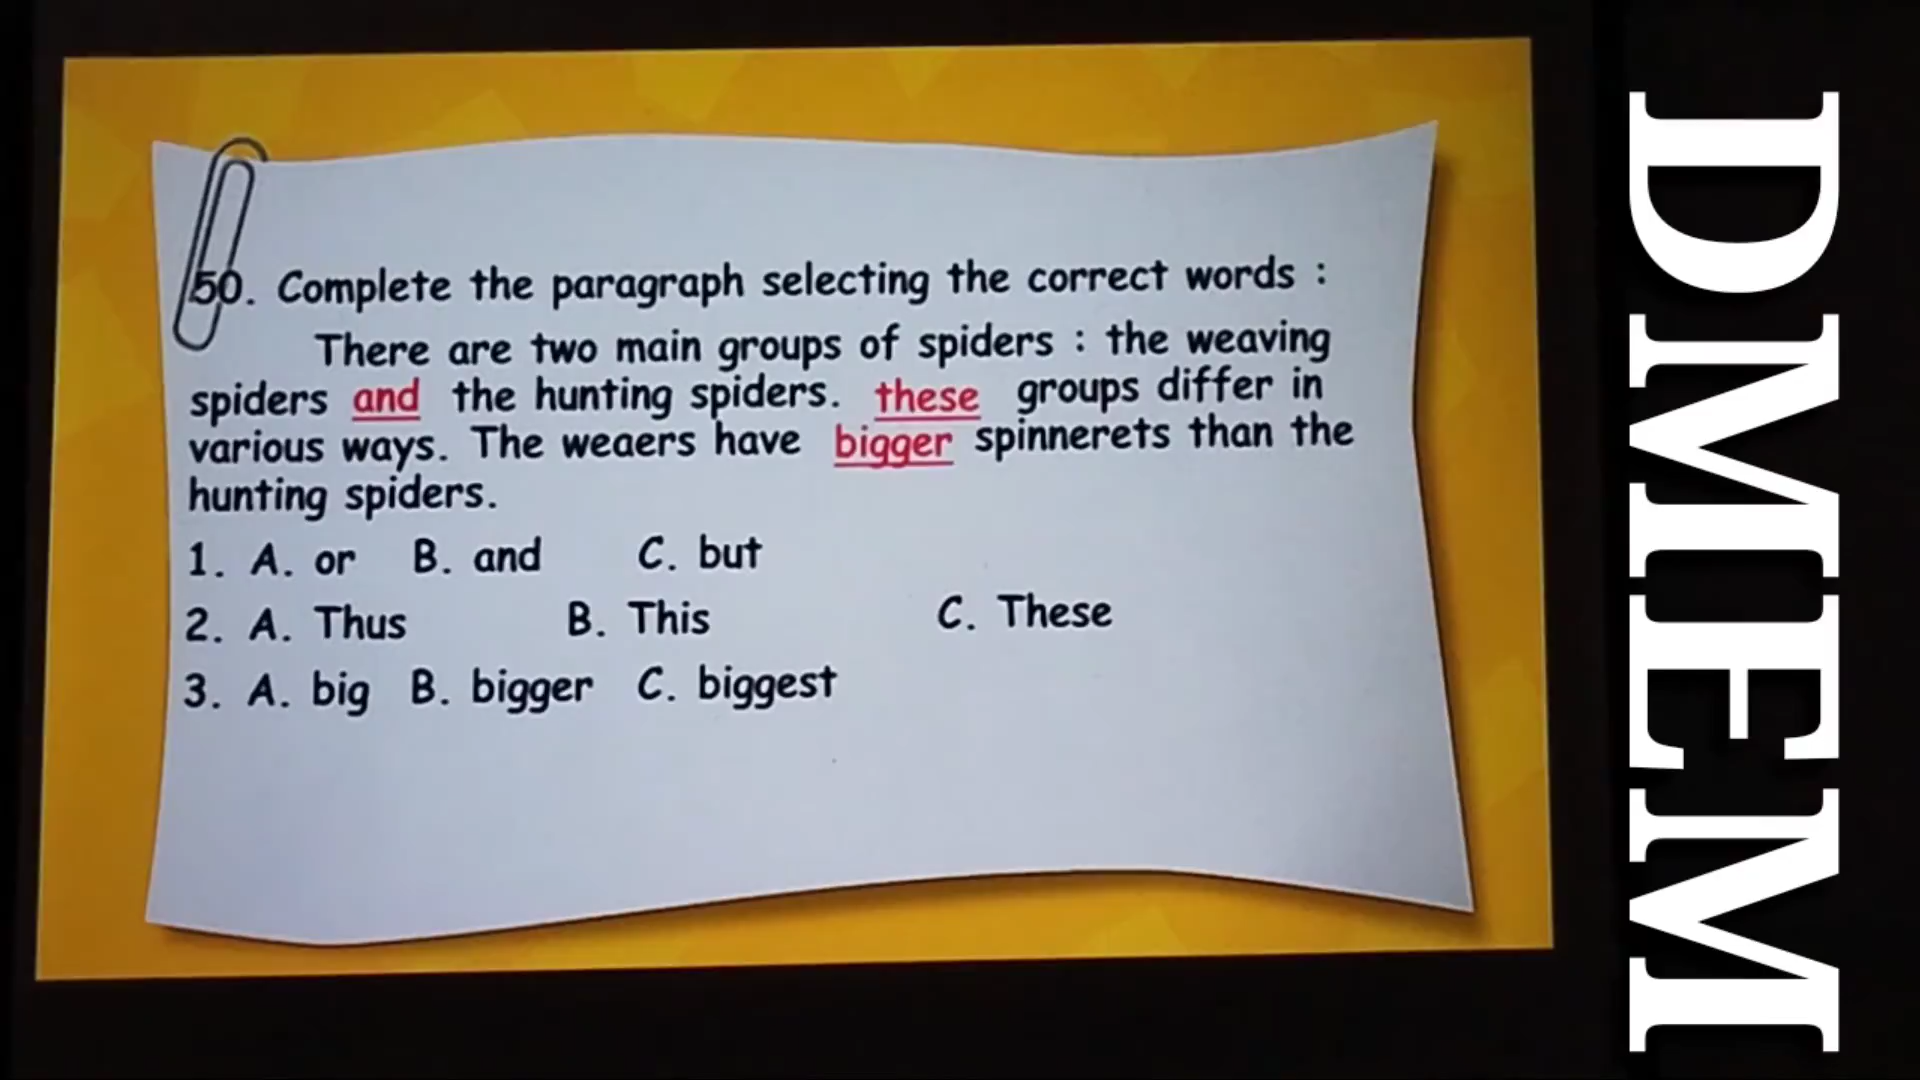 50. Complete the paragraph selecting the correct words :
There are two main groups of spiders : the weaving
spiders and the hunting spiders. these groups differ in
various ways. The weaers have bigger spinnerets than the
hunting spiders.
1. A. or B. and C. but
2. A. Thus B. This C. These
3. A. big B. bigger C. biggest
DMIEM